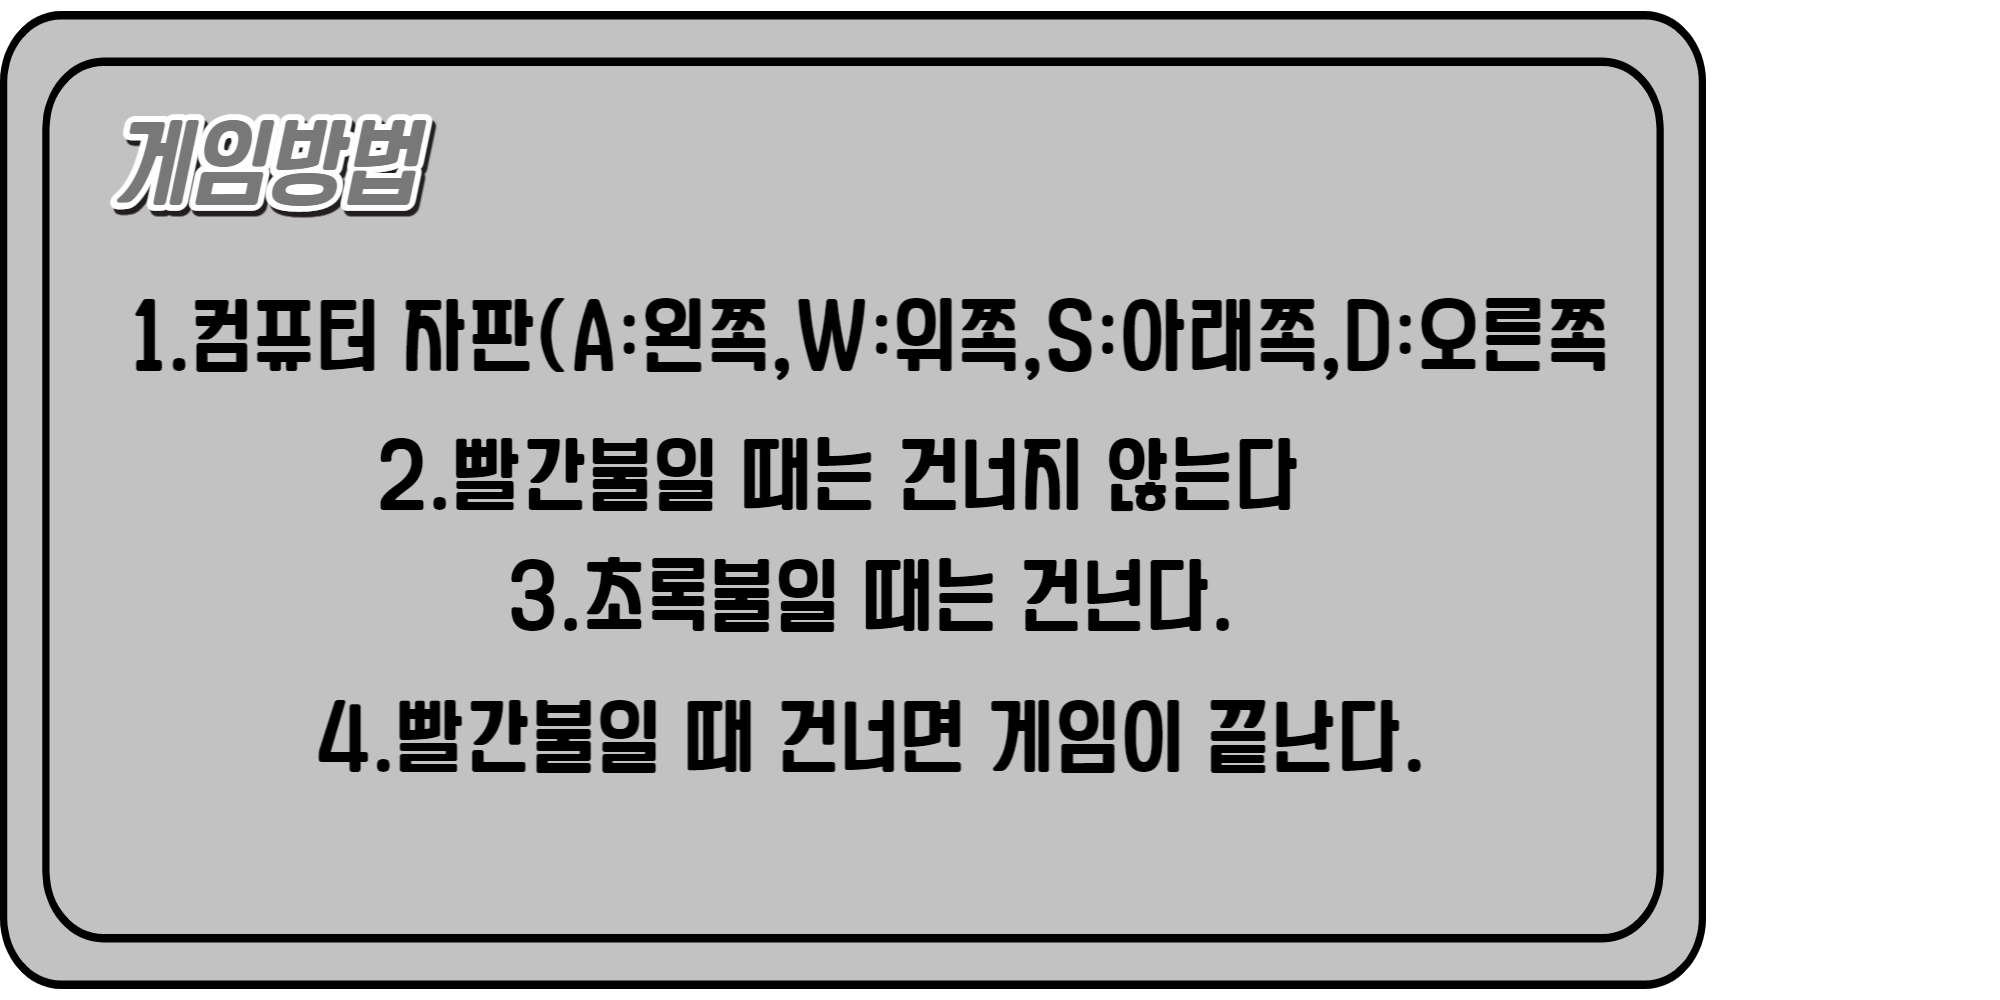 게임방법
1.컴퓨터 자판(A:왼쪽,W:위쪽,S:아래쪽,D:오른쪽
2.빨간불일 때는 건너지 않는다
3.초록불일 때는 건넌다.
4.빨간불일 때 건너면 게임이 끝난다.